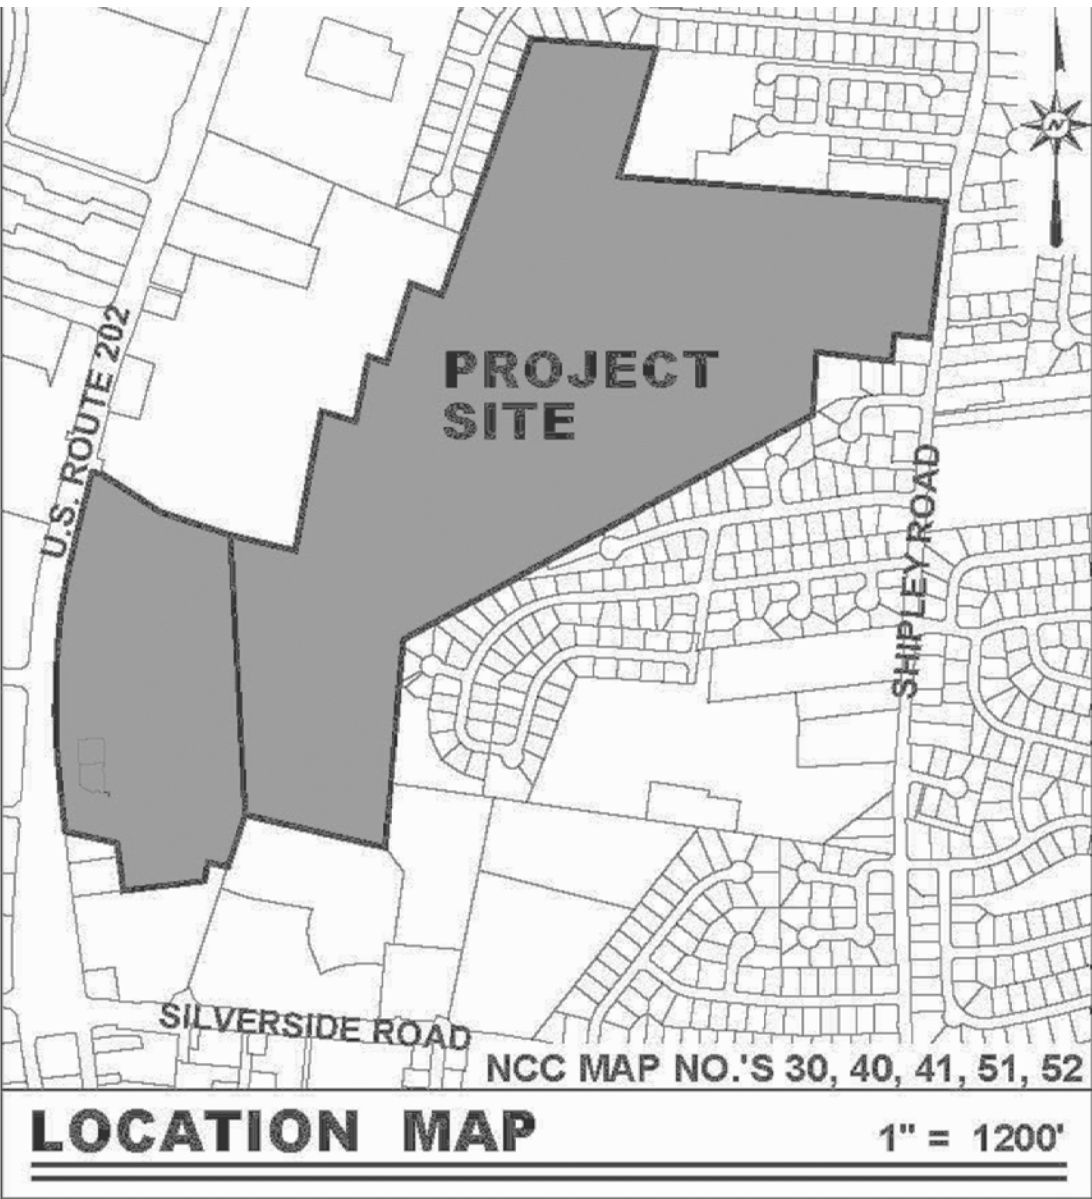 PROJECT
SITE
U.S. ROUTE 202
SHIPLEY ROAD
N
SILVERSIDE ROAD
NCC MAP NO.'S 30, 40, 41, 51, 52
LOCATION MAP
1" = 1200'